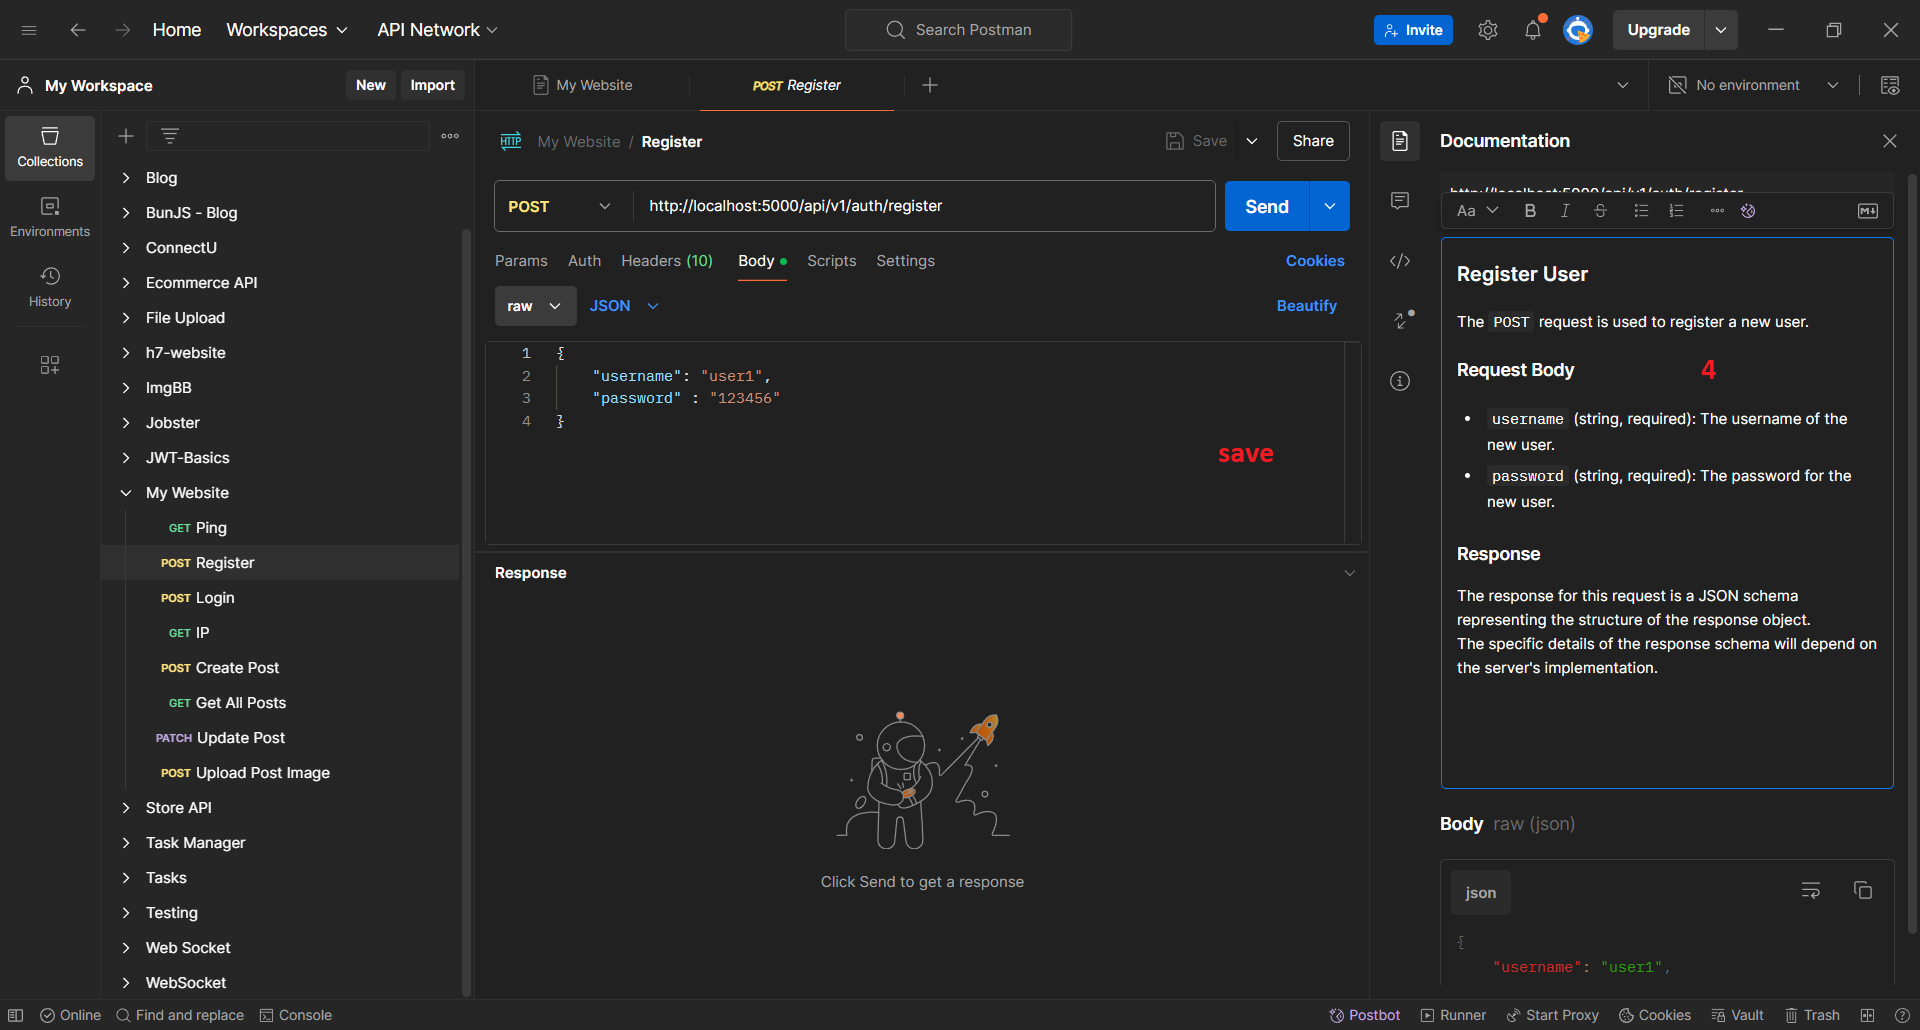 Home Workspaces API Network Search Postman Invite Upgrade
My Workspace New Import My Website POST Register No environment
Collections
Environments
History
Blog
BunJS - Blog
ConnectU
Ecommerce API
File Upload
h7-website
ImgBB
Jobster
JWT-Basics
My Website
GET Ping
POST Register
POST Login
GET IP
POST Create Post
GET Get All Posts
PATCH Update Post
POST Upload Post Image
Store API
Task Manager
Tasks
Testing
Web Socket
WebSocket
HTTP My Website / Register Save Share
POST http://localhost:5000/api/v1/auth/register Send
Params Auth Headers (10) Body Scripts Settings Cookies
raw JSON Beautify
1 {
2 "username": "user1",
3 "password" : "123456"
4 }
save
Response
Click Send to get a response
Documentation
http://localhost:5000/api/v1/auth/register
Aa B I S M
Register User
The POST request is used to register a new user.
Request Body 4
• username (string, required): The username of the
new user.
• password (string, required): The password for the
new user.
Response
The response for this request is a JSON schema
representing the structure of the response object.
The specific details of the response schema will depend on
the server's implementation.
Body raw (json)
json
{
"username": "user1",
Online Find and replace Console Postbot Runner Start Proxy Cookies Vault Trash